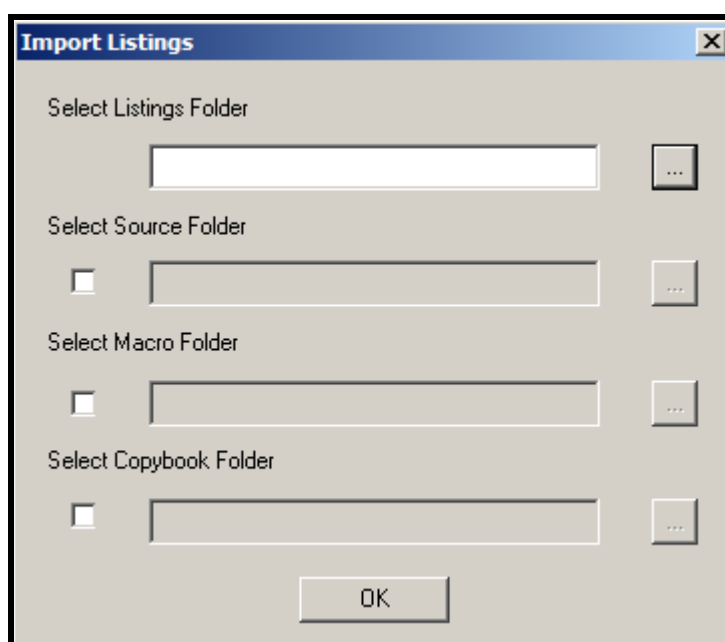 Import Listings
Select Listings Folder
...
Select Source Folder
...
Select Macro Folder
...
Select Copybook Folder
...
OK